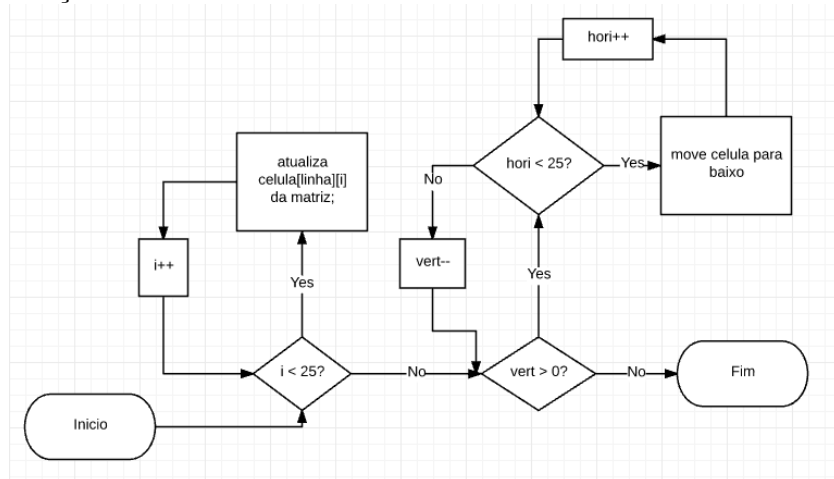 hori++
hori < 25?
Yes
move celula para
baixo
No
vert--
Yes
atualiza
celula[linha][i]
da matriz;
i++
Yes
i < 25?
No
vert > 0?
No
Fim
Inicio